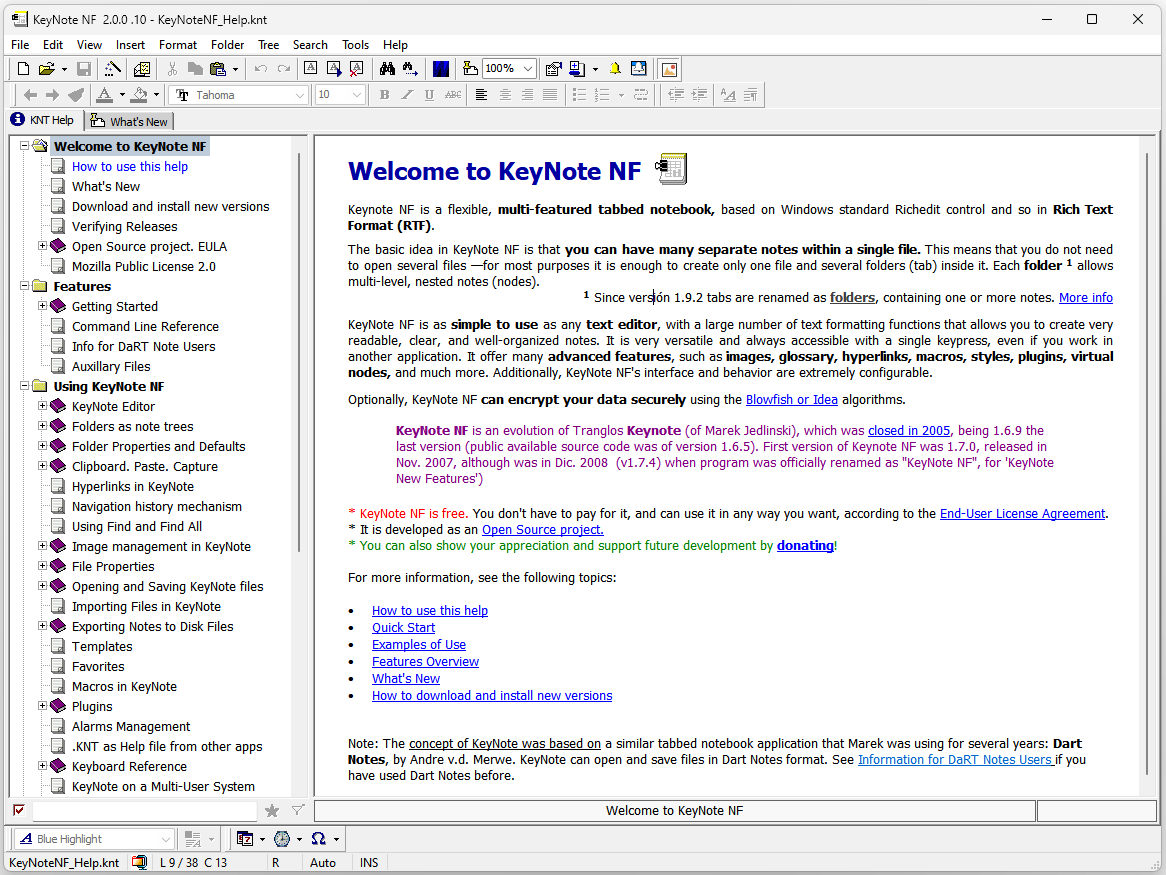 KeyNote NF 2.0.0 .10 - KeyNoteNF_Help.knt
File Edit View Insert Format Folder Tree Search Tools Help
100%
Tahoma 10 B I U ABC
KNT Help What's New
Welcome to KeyNote NF
How to use this help
What's New
Download and install new versions
Verifying Releases
Open Source project. EULA
Mozilla Public License 2.0
Features
Getting Started
Command Line Reference
Info for DaRT Note Users
Auxillary Files
Using KeyNote NF
KeyNote Editor
Folders as note trees
Folder Properties and Defaults
Clipboard. Paste. Capture
Hyperlinks in KeyNote
Navigation history mechanism
Using Find and Find All
Image management in KeyNote
File Properties
Opening and Saving KeyNote files
Importing Files in KeyNote
Exporting Notes to Disk Files
Templates
Favorites
Macros in KeyNote
Plugins
Alarms Management
.KNT as Help file from other apps
Keyboard Reference
KeyNote on a Multi-User System
Welcome to KeyNote NF
Keynote NF is a flexible, multi-featured tabbed notebook, based on Windows standard Richedit control and so in Rich Text
Format (RTF).
The basic idea in KeyNote NF is that you can have many separate notes within a single file. This means that you do not need
to open several files —for most purposes it is enough to create only one file and several folders (tab) inside it. Each folder ¹ allows
multi-level, nested notes (nodes).
¹ Since versión 1.9.2 tabs are renamed as folders, containing one or more notes. More info
KeyNote NF is as simple to use as any text editor, with a large number of text formatting functions that allows you to create very
readable, clear, and well-organized notes. It is very versatile and always accessible with a single keypress, even if you work in
another application. It offer many advanced features, such as images, glossary, hyperlinks, macros, styles, plugins, virtual
nodes, and much more. Additionally, KeyNote NF's interface and behavior are extremely configurable.
Optionally, KeyNote NF can encrypt your data securely using the Blowfish or Idea algorithms.
KeyNote NF is an evolution of Tranglos Keynote (of Marek Jedlinski), which was closed in 2005, being 1.6.9 the
last version (public available source code was of version 1.6.5). First version of Keynote NF was 1.7.0, released in
Nov. 2007, although was in Dic. 2008 (v1.7.4) when program was officially renamed as "KeyNote NF", for 'KeyNote
New Features')
* KeyNote NF is free. You don't have to pay for it, and can use it in any way you want, according to the End-User License Agreement.
* It is developed as an Open Source project.
* You can also show your appreciation and support future development by donating!
For more information, see the following topics:
• How to use this help
• Quick Start
• Examples of Use
• Features Overview
• What's New
• How to download and install new versions
Note: The concept of KeyNote was based on a similar tabbed notebook application that Marek was using for several years: Dart
Notes, by Andre v.d. Merwe. KeyNote can open and save files in Dart Notes format. See Information for DaRT Notes Users if you
have used Dart Notes before.
Welcome to KeyNote NF
Blue Highlight
KeyNoteNF_Help.knt L 9 / 38 C 13 R Auto INS